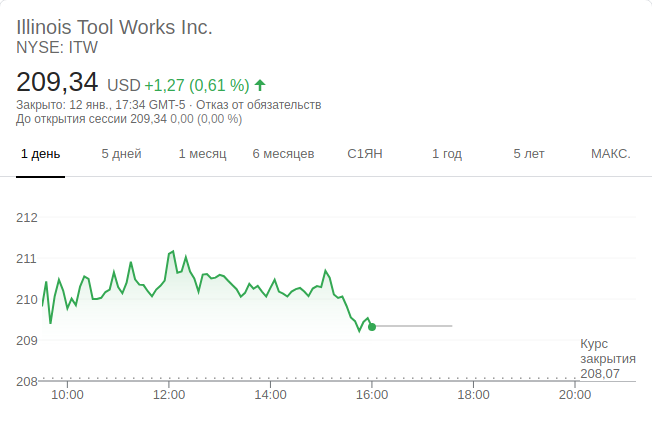 Illinois Tool Works Inc.
NYSE: ITW
209,34 USD +1,27 (0,61 %)
Закрыто: 12 янв., 17:34 GMT-5 · Отказ от обязательств
До открытия сессии 209,34 0,00 (0,00 %)
1 день 5 дней 1 месяц 6 месяцев С1ЯН 1 год 5 лет МАКС.
212
211
210
209
Курс
закрытия
208,07
208
10:00 12:00 14:00 16:00 18:00 20:00